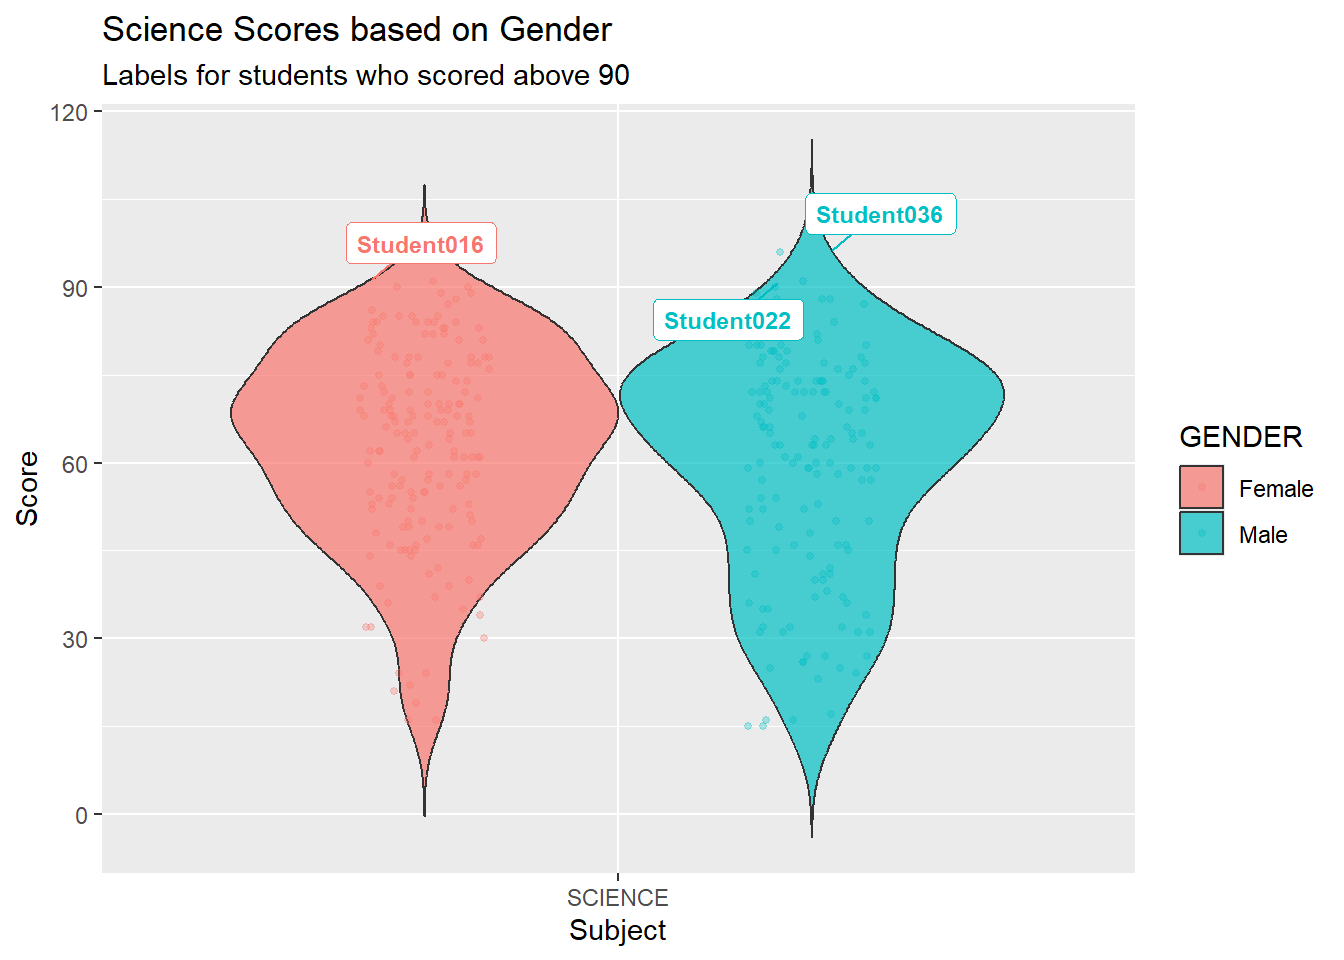 Science Scores based on Gender
Labels for students who scored above 90
120
90
60
30
0
Score
Student016
Student036
Student022
SCIENCE
Subject
GENDER
Female
Male